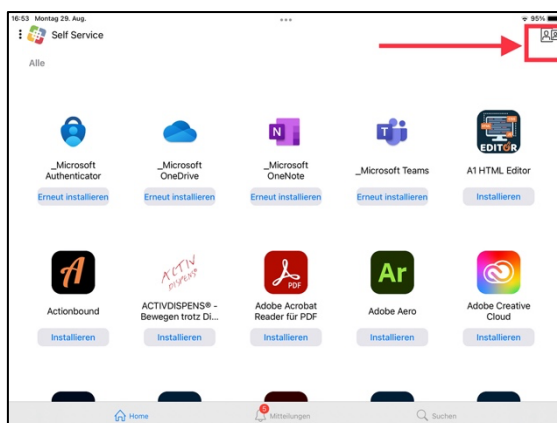 16:53 Montag 29. Aug.
95%
Self Service
Alle
_Microsoft
Authenticator
Erneut installieren
_Microsoft
OneDrive
Erneut installieren
_Microsoft
OneNote
Erneut installieren
_Microsoft Teams
Erneut installieren
EDITOR
A1 HTML Editor
Installieren
Actionbound
Installieren
ACTIV
DISPENS®
ACTIVDISPENS® -
Bewegen trotz Di...
Installieren
PDF
Adobe Acrobat
Reader für PDF
Installieren
Ar
Adobe Aero
Installieren
Adobe Creative
Cloud
Installieren
Home
5
Mitteilungen
Suchen